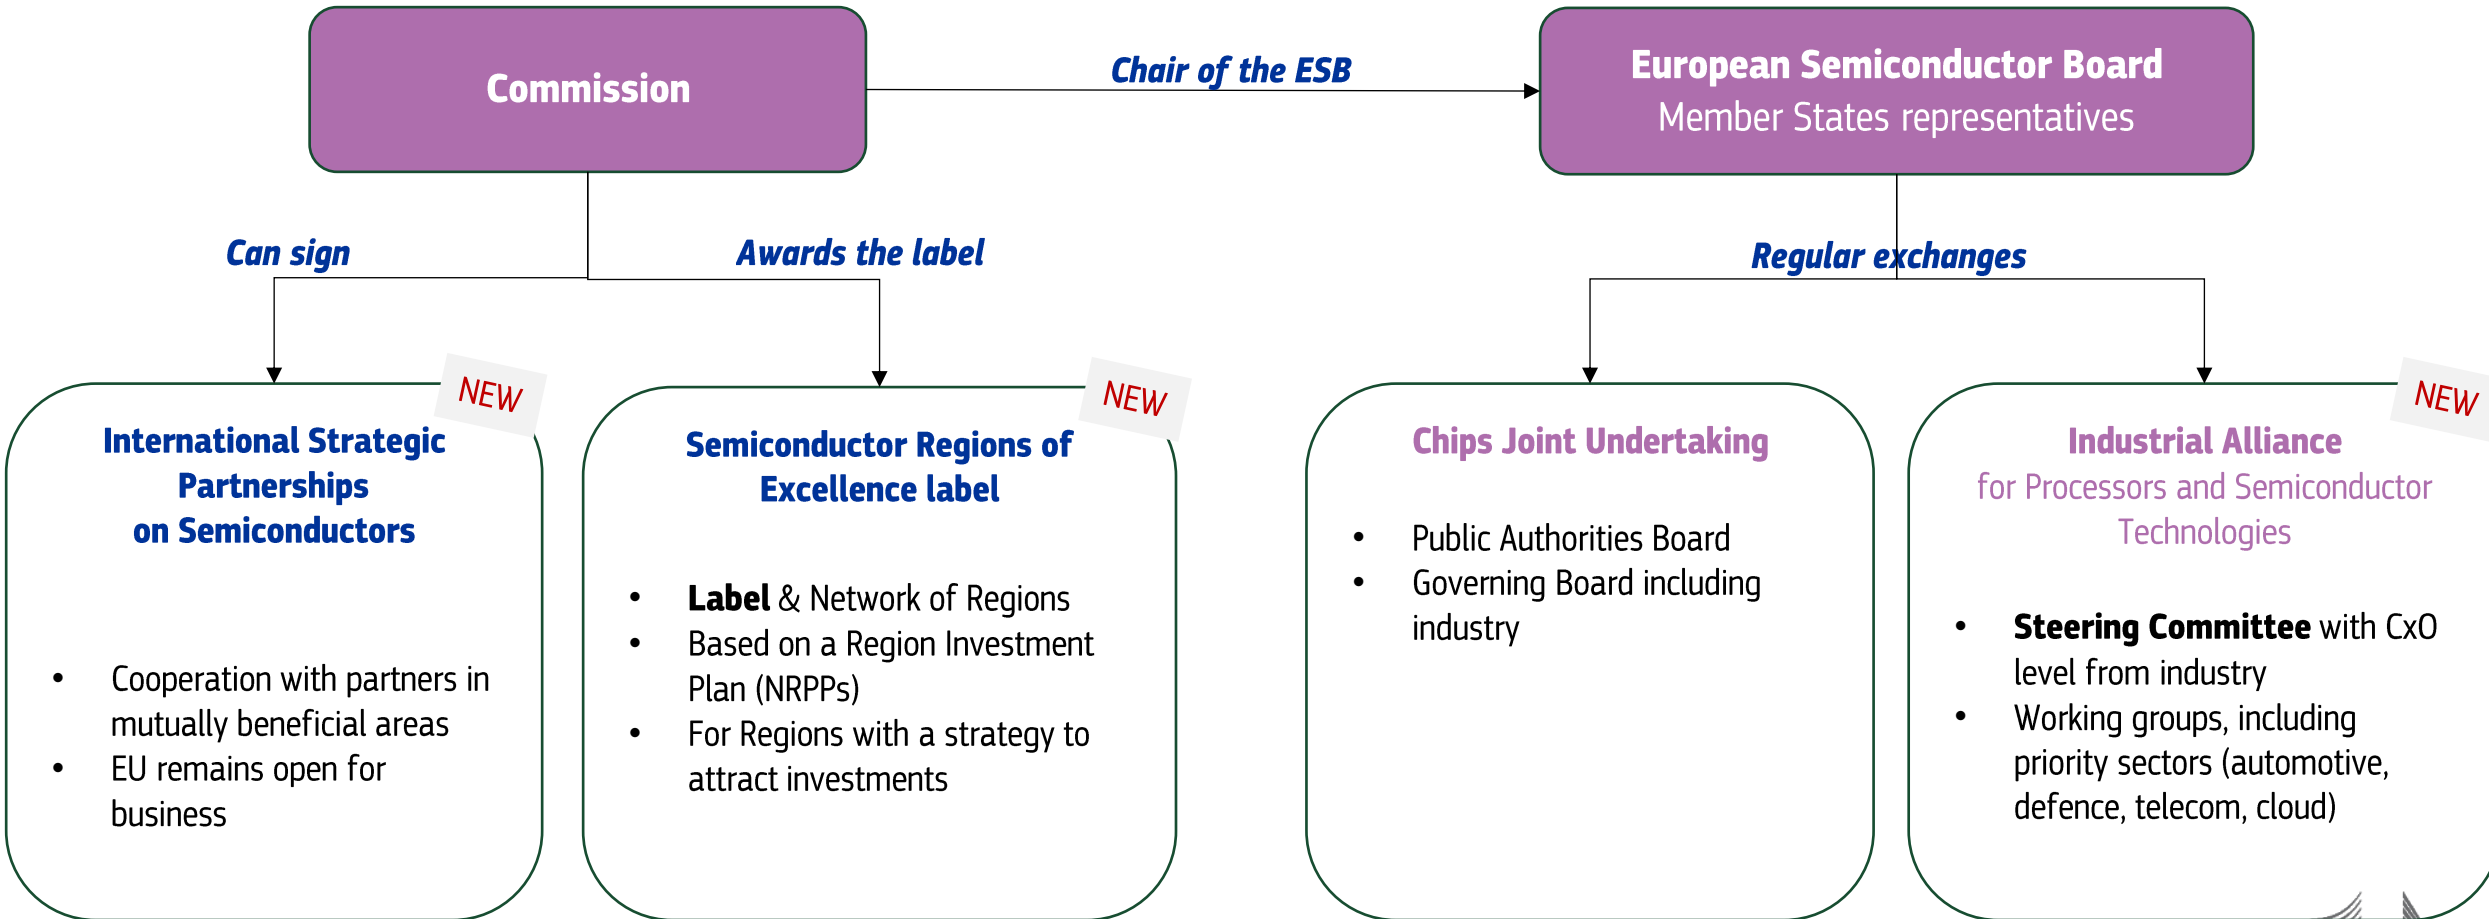 Commission
Chair of the ESB
European Semiconductor Board
Member States representatives
Can sign
Awards the label
Regular exchanges
NEW
International Strategic
Partnerships
on Semiconductors
• Cooperation with partners in
mutually beneficial areas
• EU remains open for
business
NEW
Semiconductor Regions of
Excellence label
• Label & Network of Regions
• Based on a Region Investment
Plan (NRPPs)
• For Regions with a strategy to
attract investments
Chips Joint Undertaking
• Public Authorities Board
• Governing Board including
industry
NEW
Industrial Alliance
for Processors and Semiconductor
Technologies
• Steering Committee with CxO
level from industry
• Working groups, including
priority sectors (automotive,
defence, telecom, cloud)